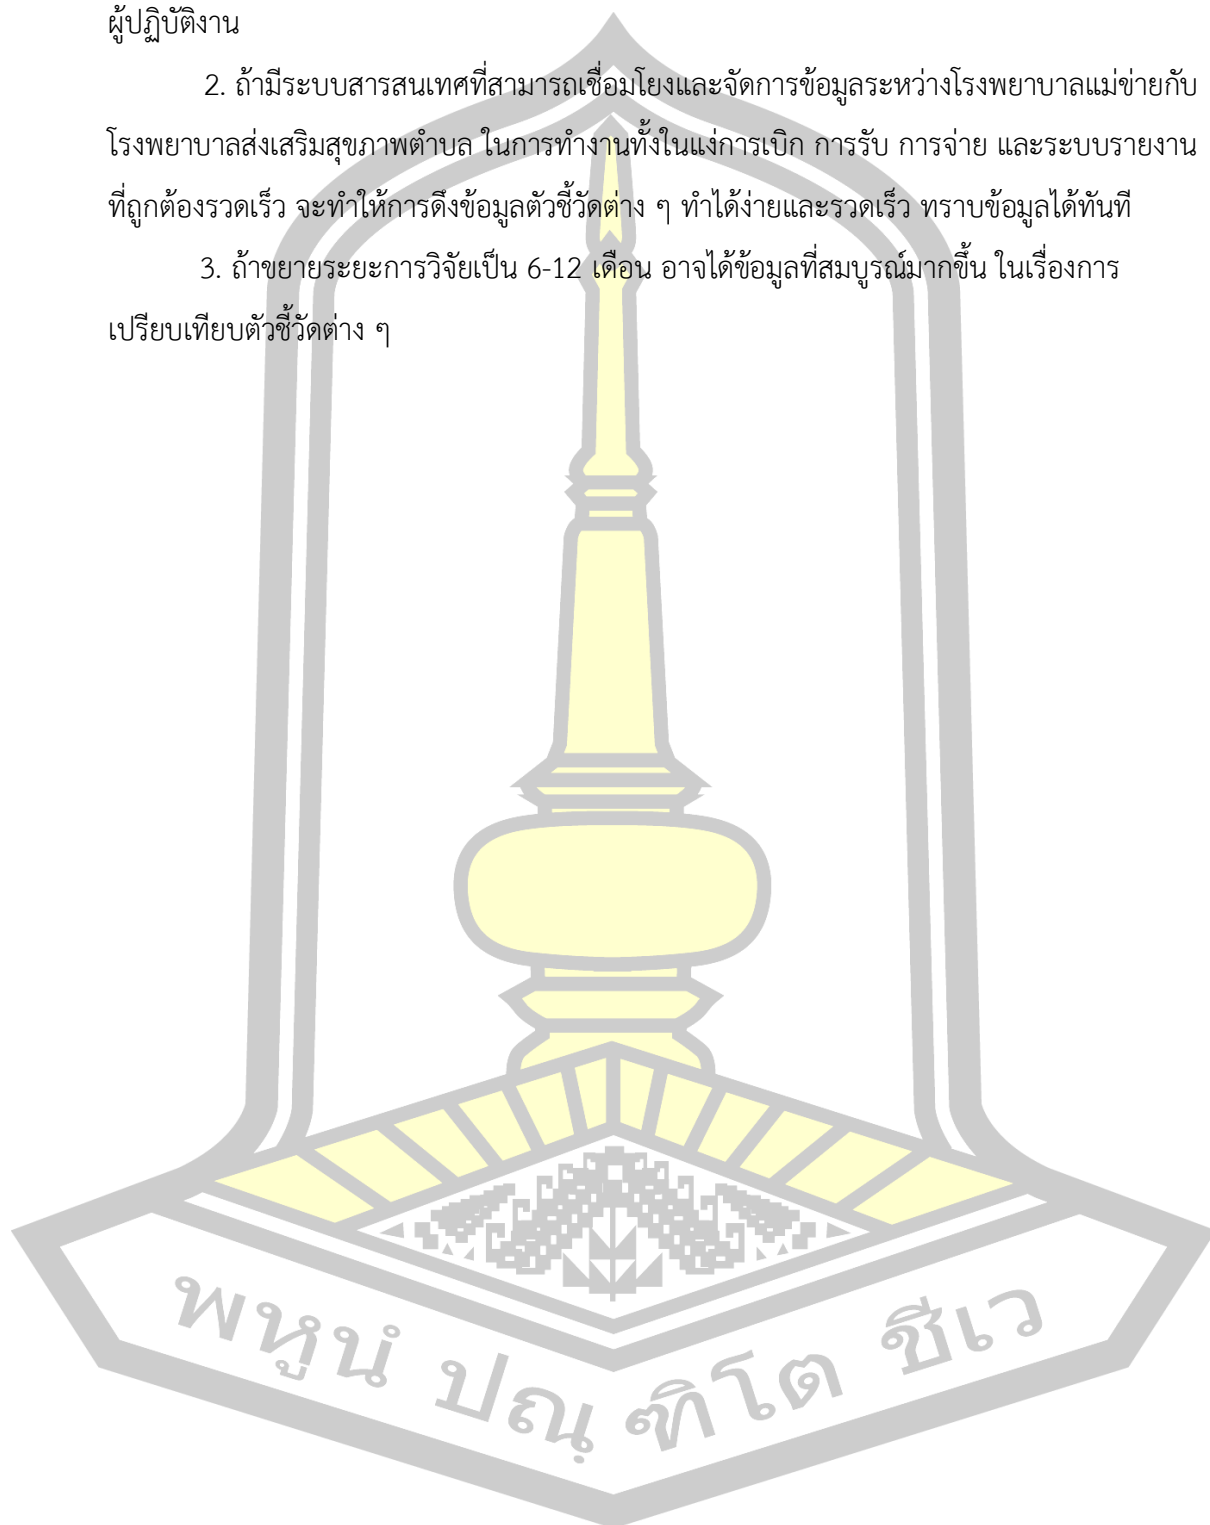 ผู้ปฏิบัติงาน
2. ถ้ามีระบบสารสนเทศที่สามารถเชื่อมโยงและจัดการข้อมูลระหว่างโรงพยาบาลแม่ข่ายกับ
โรงพยาบาลส่งเสริมสุขภาพตำบล ในการทำงานทั้งในแง่การเบิก การรับ การจ่าย และระบบรายงาน
ที่ถูกต้องรวดเร็ว จะทำให้การดึงข้อมูลตัวชี้วัดต่าง ๆ ทำได้ง่ายและรวดเร็ว ทราบข้อมูลได้ทันที
3. ถ้าขยายระยะการวิจัยเป็น 6-12 เดือน อาจได้ข้อมูลที่สมบูรณ์มากขึ้น ในเรื่องการ
เปรียบเทียบตัวชี้วัดต่าง ๆ
พหูนํ ปณฺ ฑิโต ชีเว